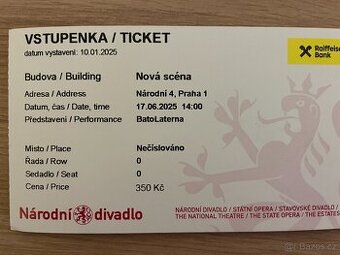 VSTUPENKA / TICKET
datum vystavení: 10.01.2025
Raiffeisen
Bank
Budova / Building Nová scéna
Adresa / Address Národní 4, Praha 1
Datum, čas / Date, time 17.06.2025 14:00
Představení / Performance BatoLaterna
Místo / Place Nečíslováno
Řada / Row 0
Sedadlo / Seat 0
Cena / Price 350 Kč
Národní divadlo
NÁRODNÍ DIVADLO / STÁTNÍ OPERA / STAVOVSKÉ DIVADLO /
THE NATIONAL THEATRE / THE STATE OPERA / THE ESTATES